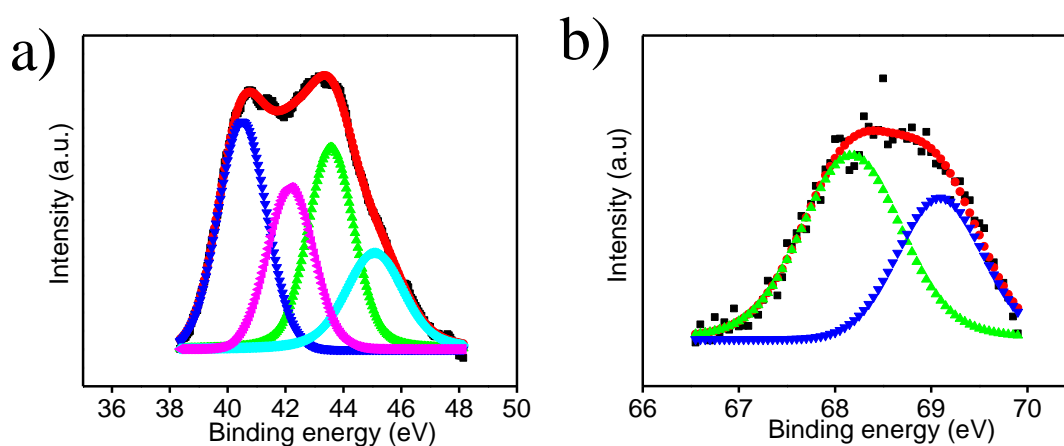 a)
Intensity (a.u.)
36 38 40 42 44 46 48 50
Binding energy (eV)
b)
Intensity (a.u)
66 67 68 69 70
Binding energy (eV)